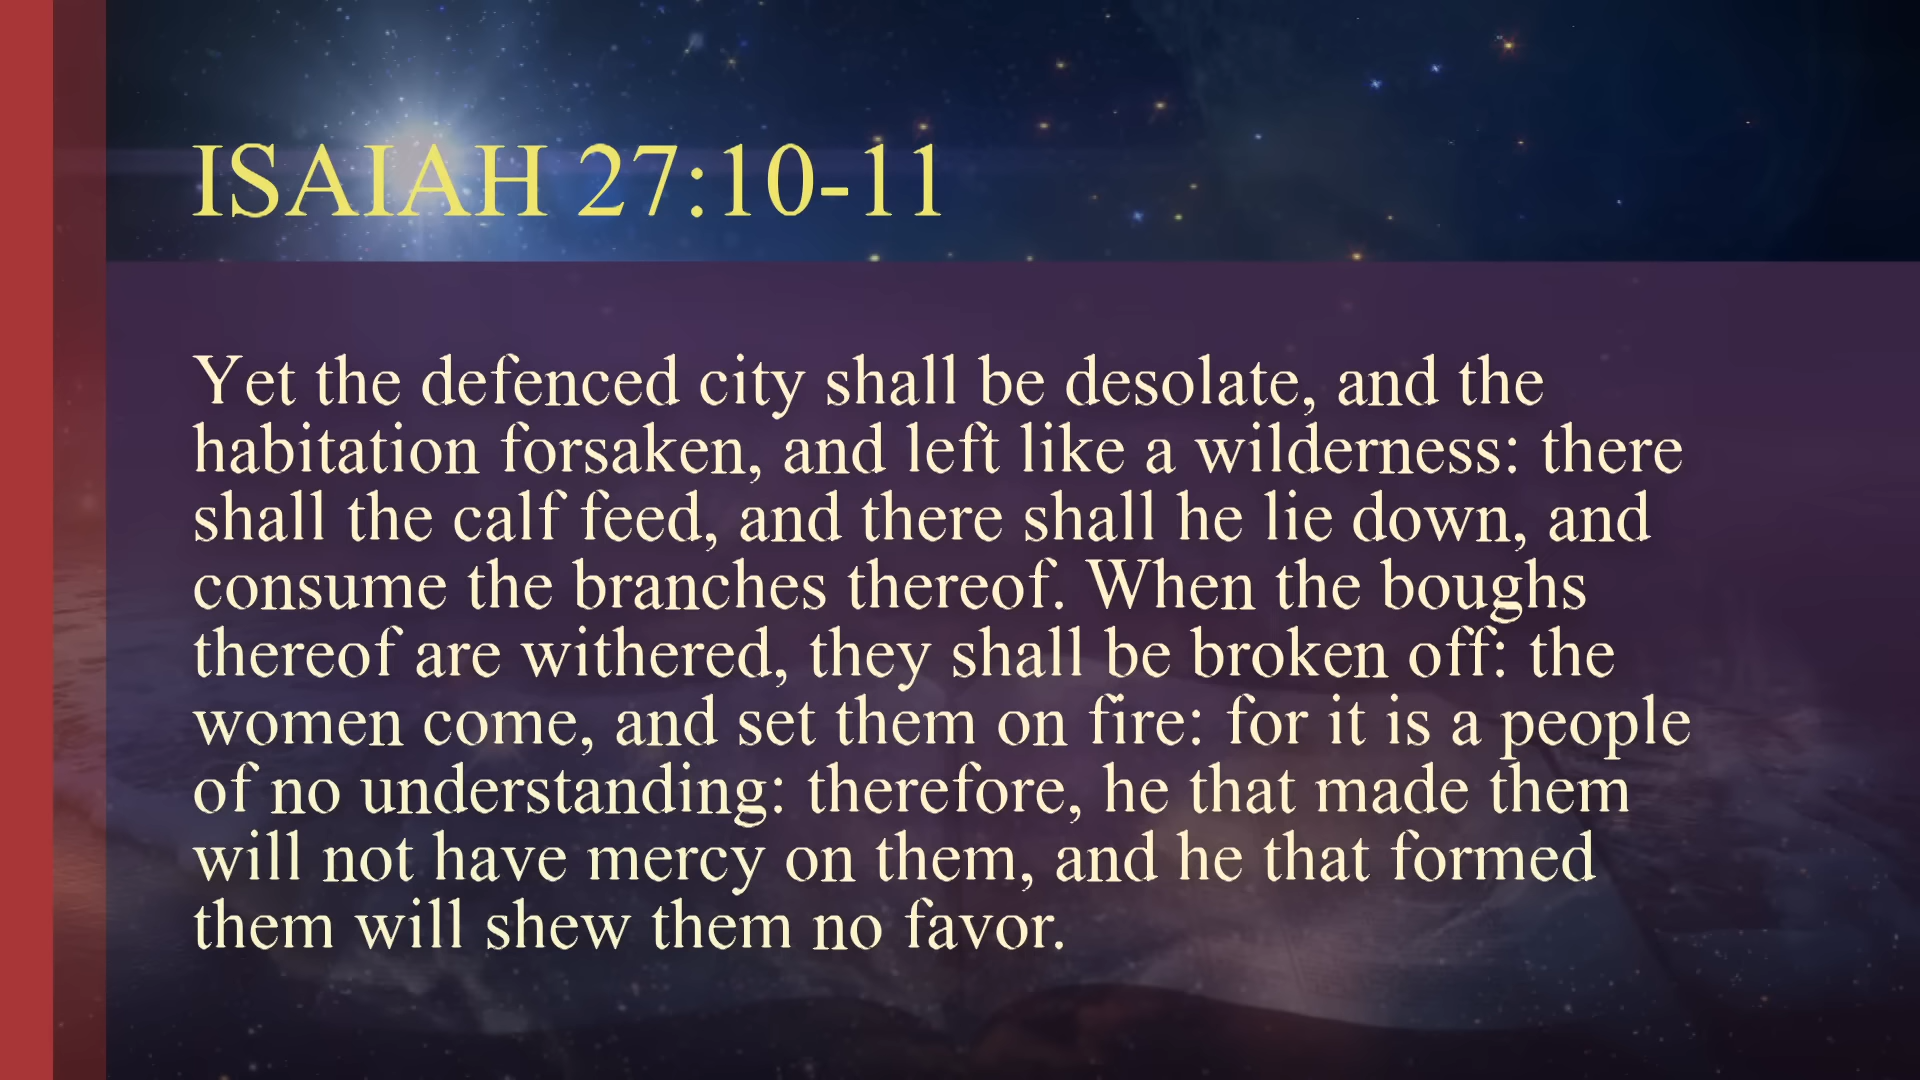 ISAIAH 27:10-11
Yet the defenced city shall be desolate, and the
habitation forsaken, and left like a wilderness: there
shall the calf feed, and there shall he lie down, and
consume the branches thereof. When the boughs
thereof are withered, they shall be broken off: the
women come, and set them on fire: for it is a people
of no understanding: therefore, he that made them
will not have mercy on them, and he that formed
them will shew them no favor.